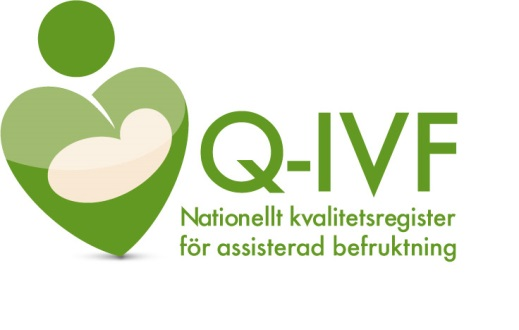 Q-IVF
Nationellt kvalitetsregister
för assisterad befruktning